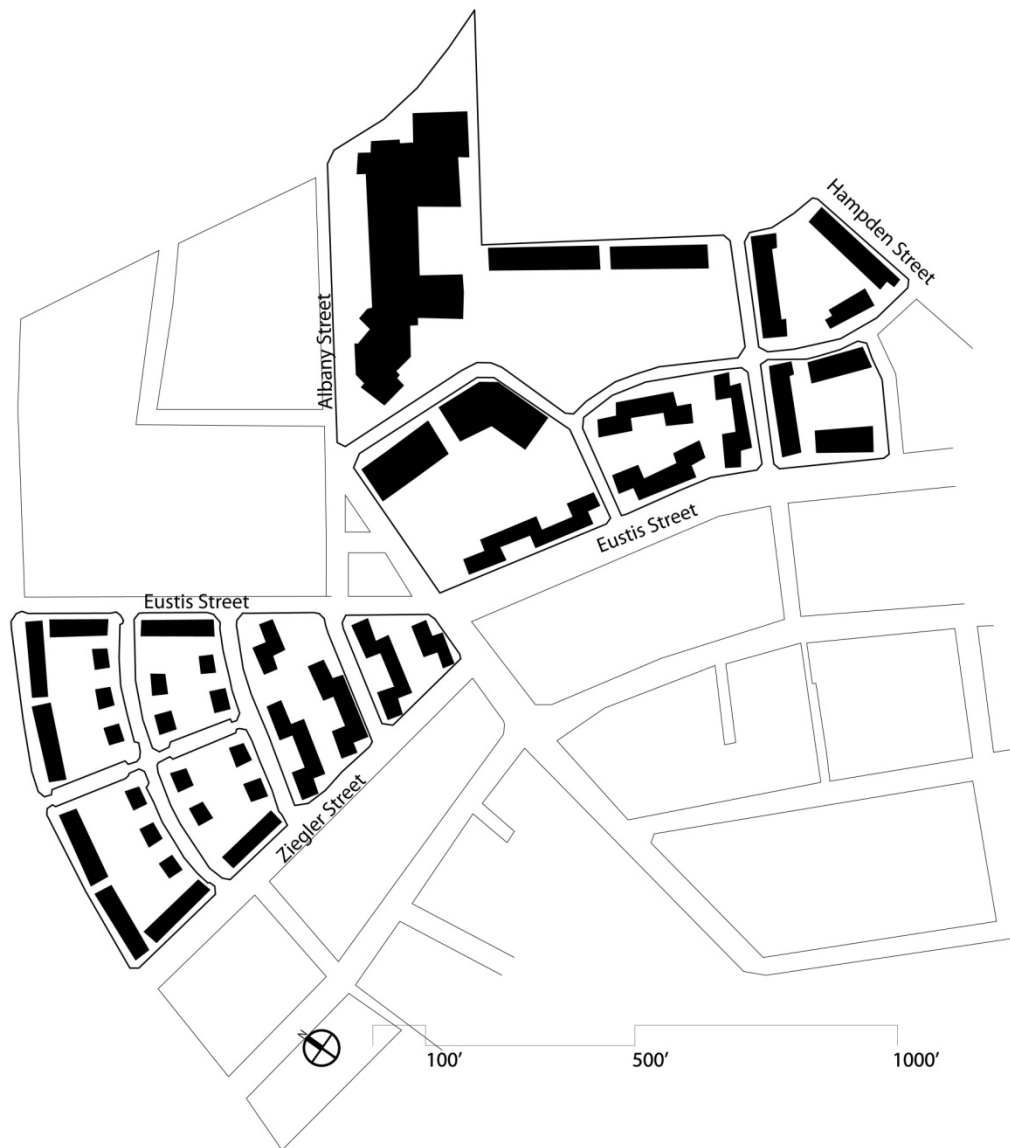 Hampden Street
Albany Street
Eustis Street
Eustis Street
Ziegler Street
N
100’
500’
1000’